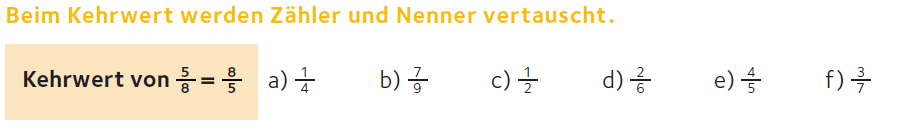 Beim Kehrwert werden Zähler und Nenner vertauscht.
Kehrwert von 5/8 = 8/5 a) 1/4 b) 7/9 c) 1/2 d) 2/6 e) 4/5 f) 3/7